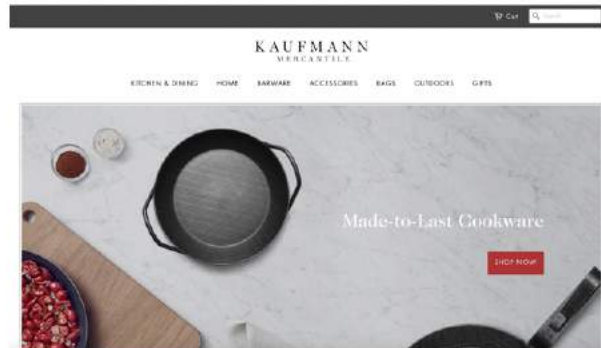 Cart Search
KAUFMANN
MERCANTILE
KITCHEN & DINING HOME BARWARE ACCESSORIES BAGS OUTDOORS GIFTS
Made-to-Last Cookware
SHOP NOW